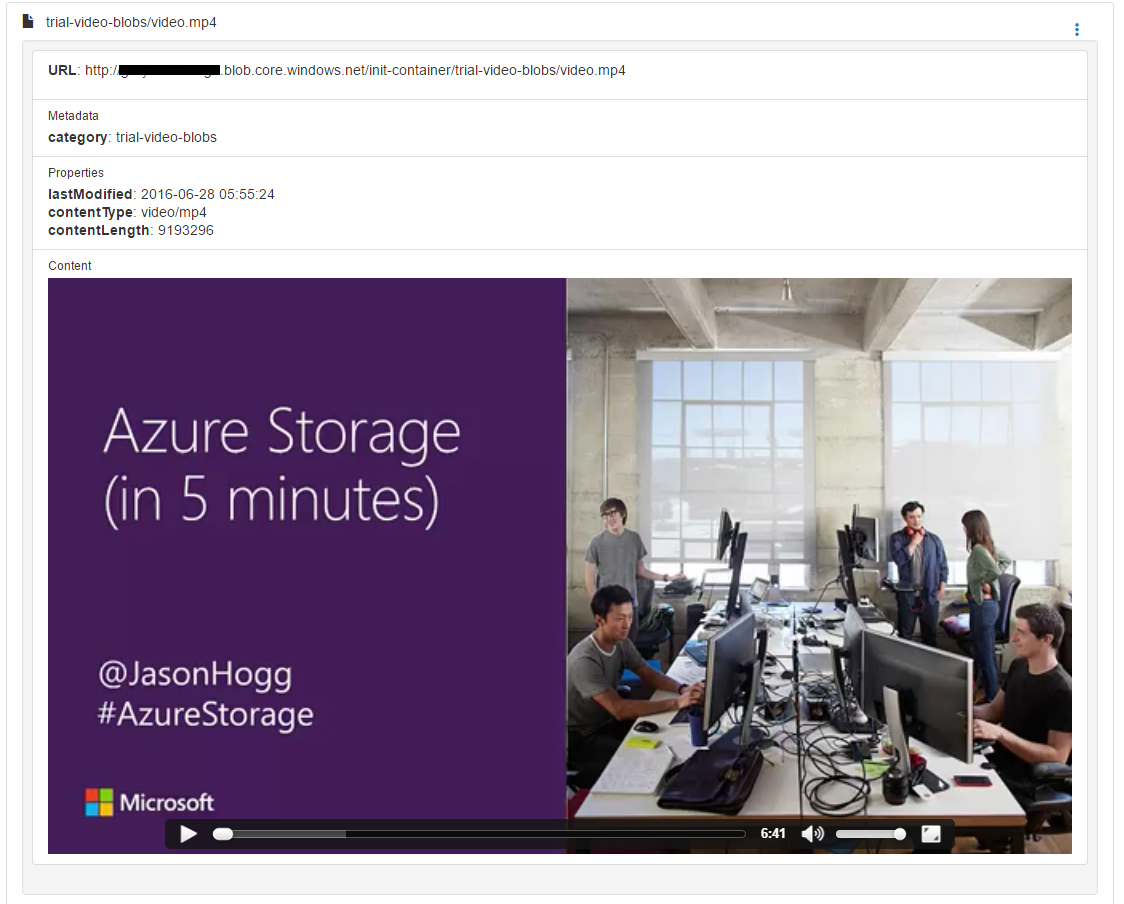 trial-video-blobs/video.mp4
URL: http:/ .blob.core.windows.net/init-container/trial-video-blobs/video.mp4
Metadata
category: trial-video-blobs
Properties
lastModified: 2016-06-28 05:55:24
contentType: video/mp4
contentLength: 9193296
Content
Azure Storage
(in 5 minutes)
@JasonHogg
#AzureStorage
Microsoft
6:41